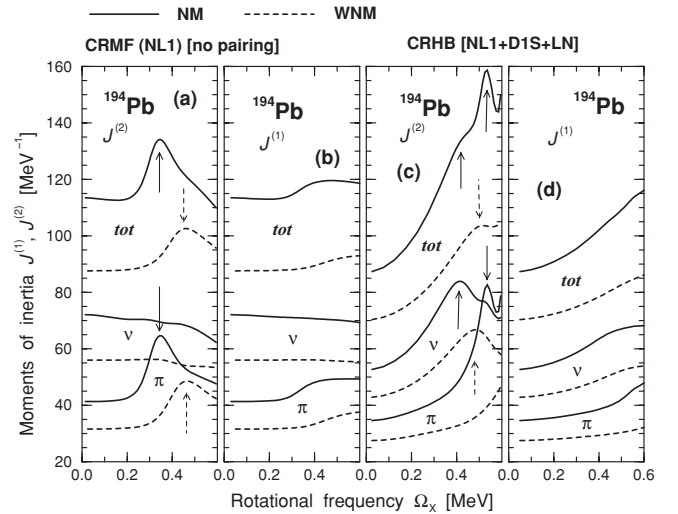 NM WNM
CRMF (NL1) [no pairing] CRHB [NL1+D1S+LN]
Moments of inertia J(1), J(2) [MeV−1]
160
140
120
100
80
60
40
20
194Pb (a)
J(2)
tot
ν
π
194Pb
J(1)
(b)
tot
ν
π
194Pb
J(2)
(c)
tot
ν
π
194Pb
J(1)
(d)
tot
ν
π
0.0 0.2 0.4 0.0 0.2 0.4 0.0 0.2 0.4 0.0 0.2 0.4 0.6
Rotational frequency Ωx [MeV]